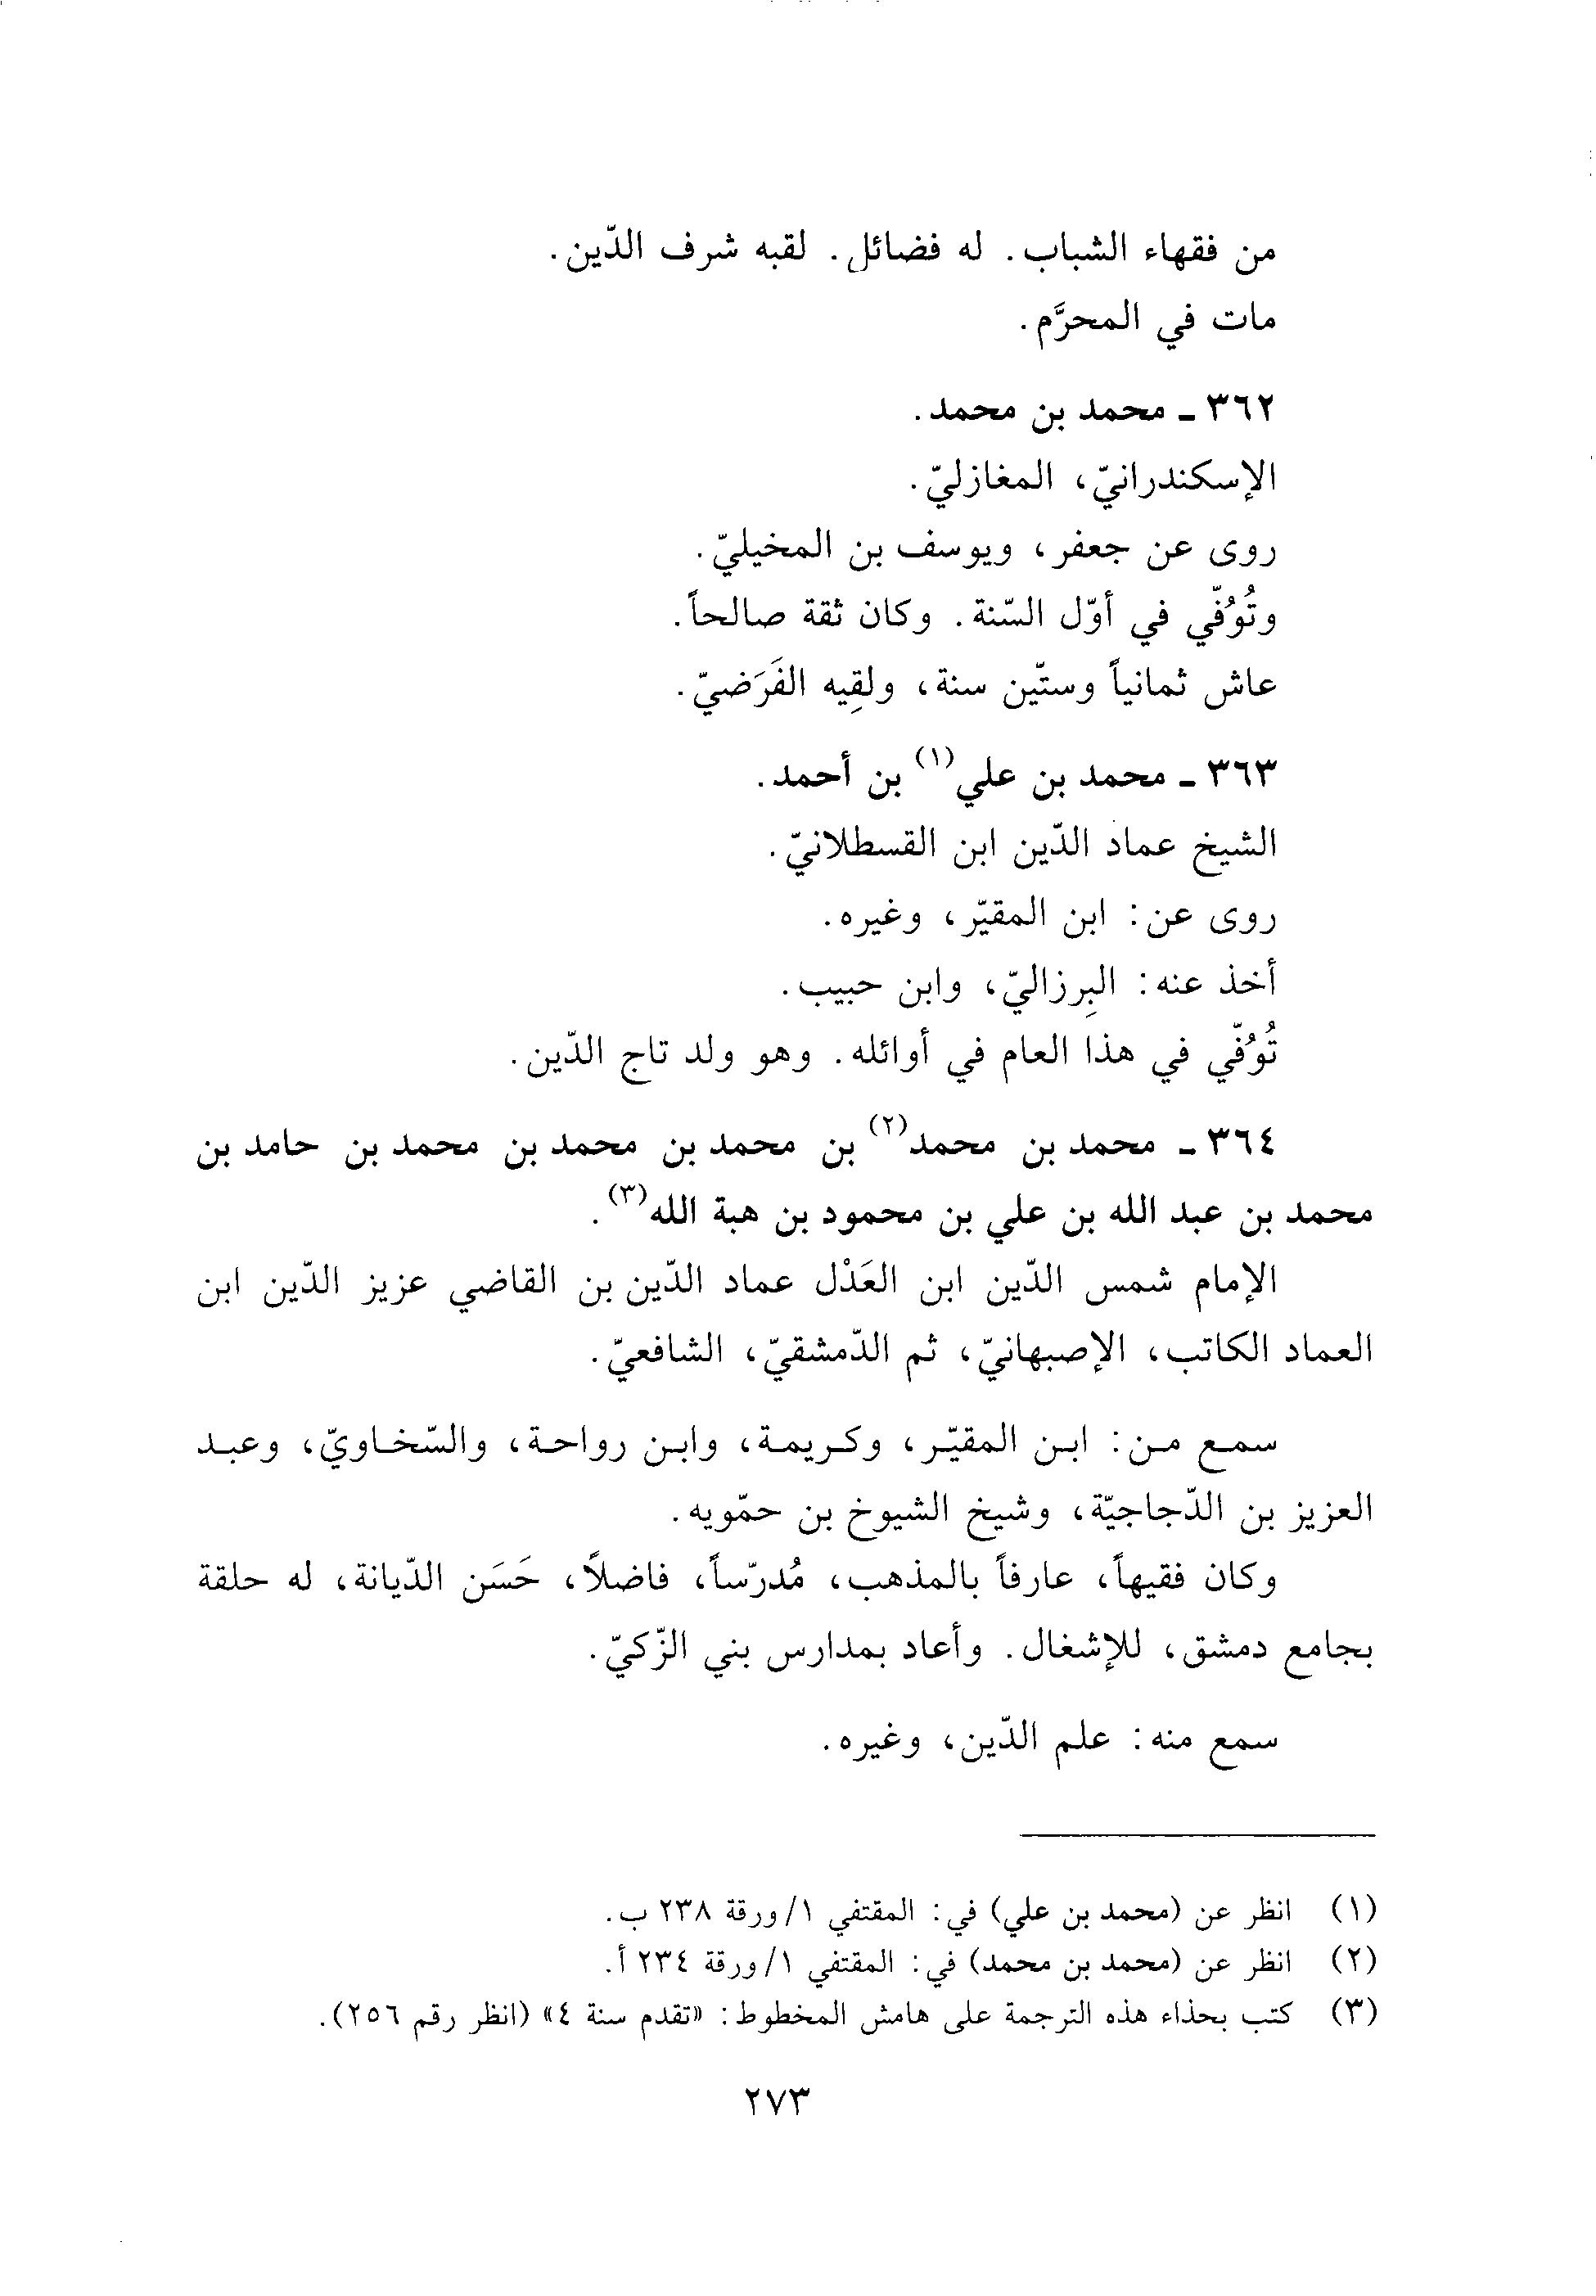 من فقهاء الشباب. له فضائل. لقبه شرف الدّين.
مات في المحرَّم.
٣٦٢ ـ محمد بن محمد.
الإسكندرانيّ، المغازليّ.
روى عن جعفر، ويوسف بن المخيليّ.
وتُوُفّي في أوّل السّنة. وكان ثقة صالحاً.
عاش ثمانياً وستّين سنة، ولقِيه الفَرَضيّ.
٣٦٣ ـ محمد بن علي(١) بن أحمد.
الشيخ عماد الدّين ابن القسطلانيّ.
روى عن: ابن المقيّر، وغيره.
أخذ عنه: البِرزاليّ، وابن حبيب.
تُوُفّي في هذا العام في أوائله. وهو ولد تاج الدّين.
٣٦٤ ـ محمد بن محمد(٢) بن محمد بن محمد بن محمد بن حامد بن
محمد بن عبد الله بن علي بن محمود بن هبة الله(٣).
الإمام شمس الدّين ابن العَدْل عماد الدّين بن القاضي عزيز الدّين ابن
العماد الكاتب، الإصبهانيّ، ثم الدّمشقيّ، الشافعيّ.
سمع من: ابن المقيّر، وكريمة، وابن رواحة، والسّخاويّ، وعبد
العزيز بن الدّجاجيّة، وشيخ الشيوخ بن حمّويه.
وكان فقيهاً، عارفاً بالمذهب، مُدرّساً، فاضلاً، حَسَن الدّيانة، له حلقة
بجامع دمشق، للإشغال. وأعاد بمدارس بني الزّكيّ.
سمع منه: علم الدّين، وغيره.
(١) انظر عن (محمد بن علي) في: المقتفي ١/ورقة ٢٣٨ ب.
(٢) انظر عن (محمد بن محمد) في: المقتفي ١/ورقة ٢٣٤ أ.
(٣) كتب بحذاء هذه الترجمة على هامش المخطوط: «تقدم سنة ٤» (انظر رقم ٢٥٦).
٢٧٣